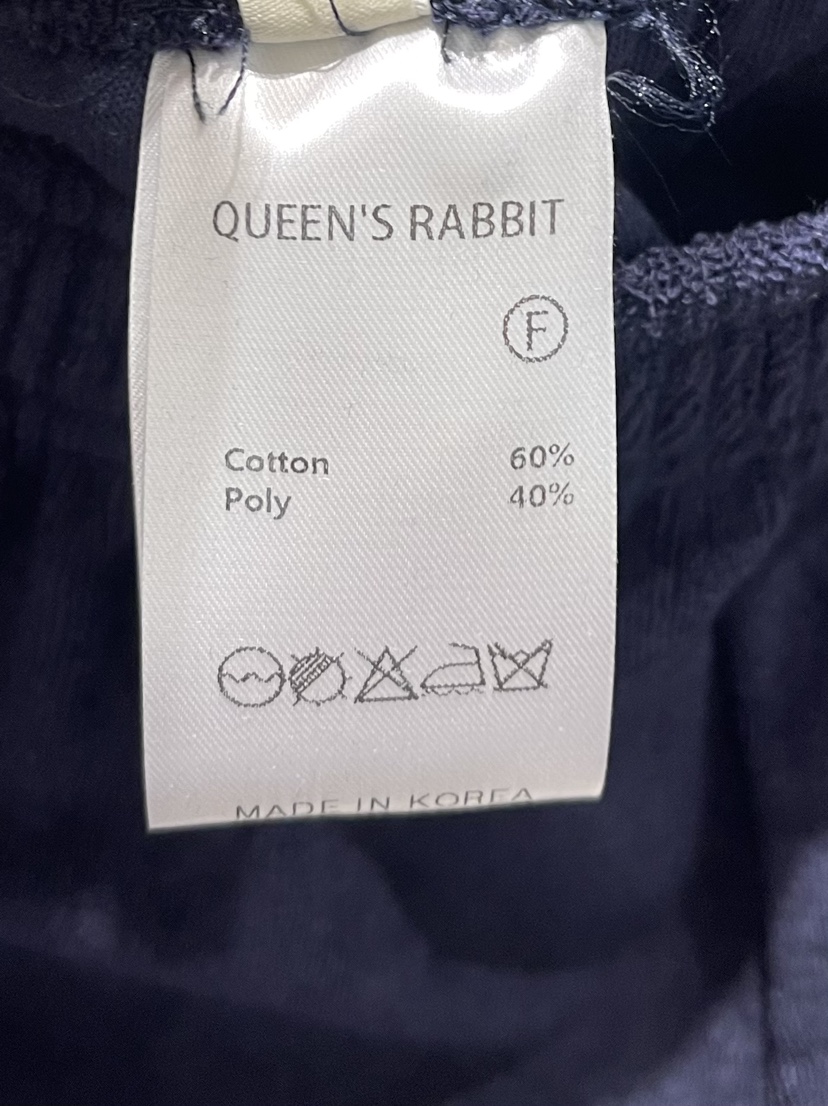 QUEEN'S RABBIT
F
Cotton 60%
Poly 40%
MADE IN KOREA